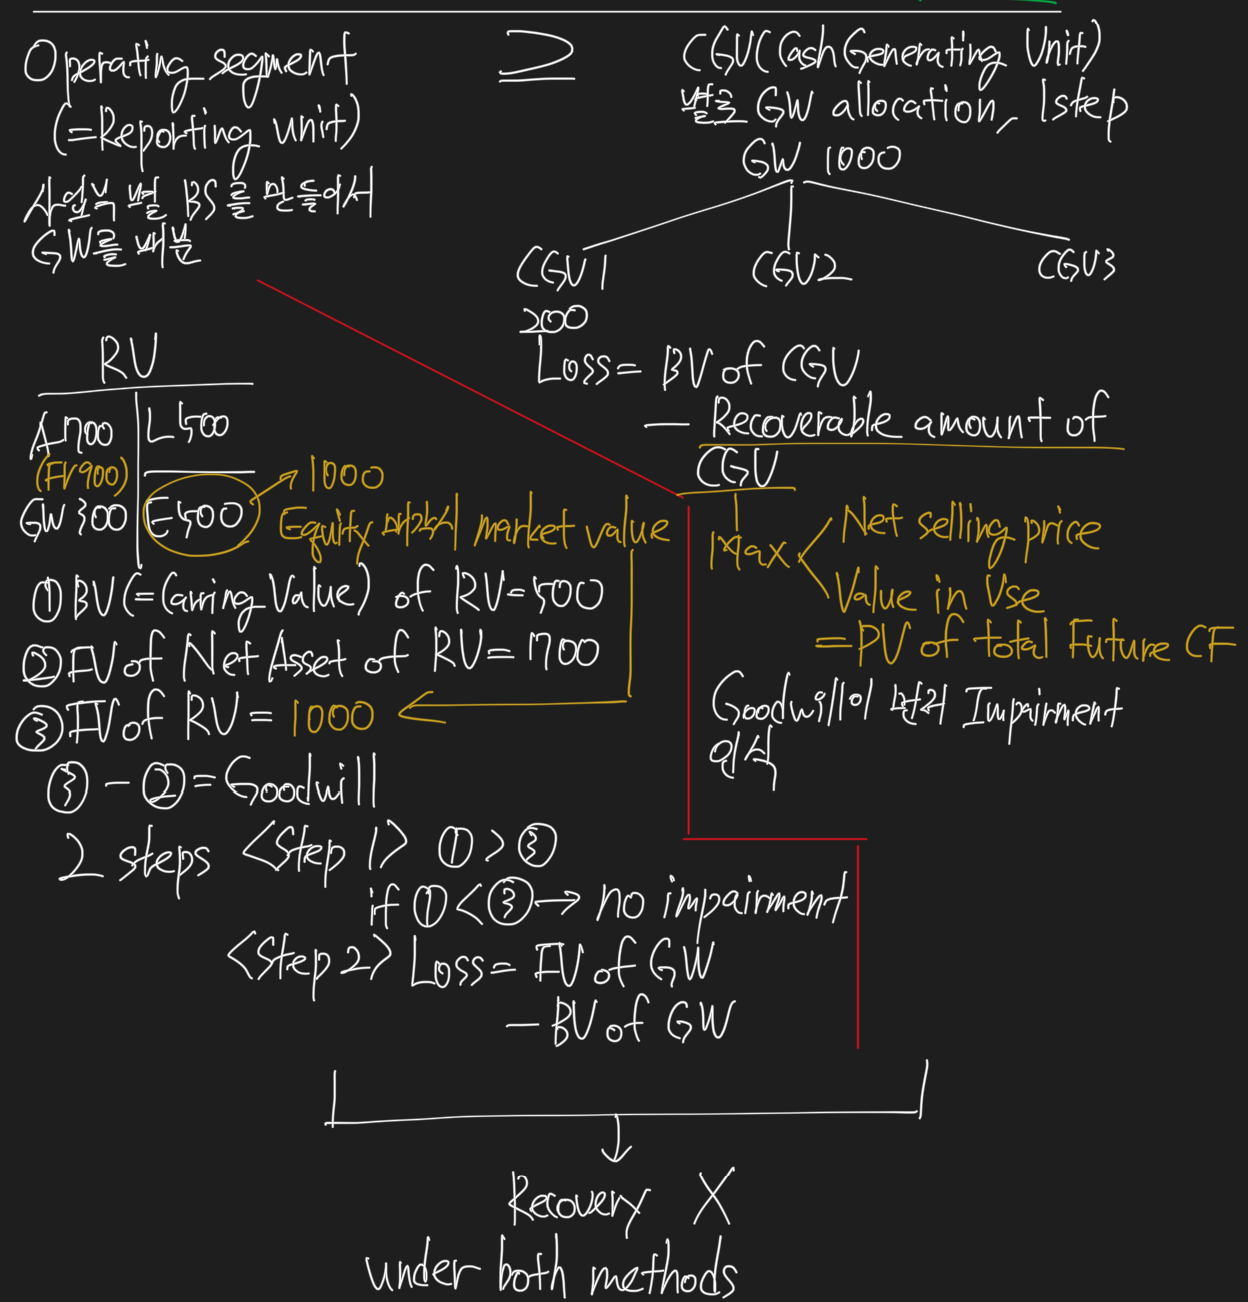 Operating segment
(=Reporting unit)
사업부 별 BS를 만들어서
GW를 배분
⊇
CGU(Cash Generating Unit)
별로 GW allocation, 1step
GW 1000
CGU1
CGU2
CGU3
200
Loss = BV of CGU
- Recoverable amount of
CGU
Max
Net selling price
Value in Use
= PV of total Future CF
Goodwill이 먼저 Impairment
인식
RU
A 700
(FV 900)
GW 300
L 500
E 500
1000
Equity 매각시 market value
① BV(=Carring Value) of RU = 500
② FV of Net Asset of RU = 700
③ FV of RU = 1000
③ - ② = Goodwill
2 steps <Step 1> ① > ③
if ① < ③ → no impairment
<Step 2> Loss = FV of GW
- BV of GW
Recovery X
under both methods